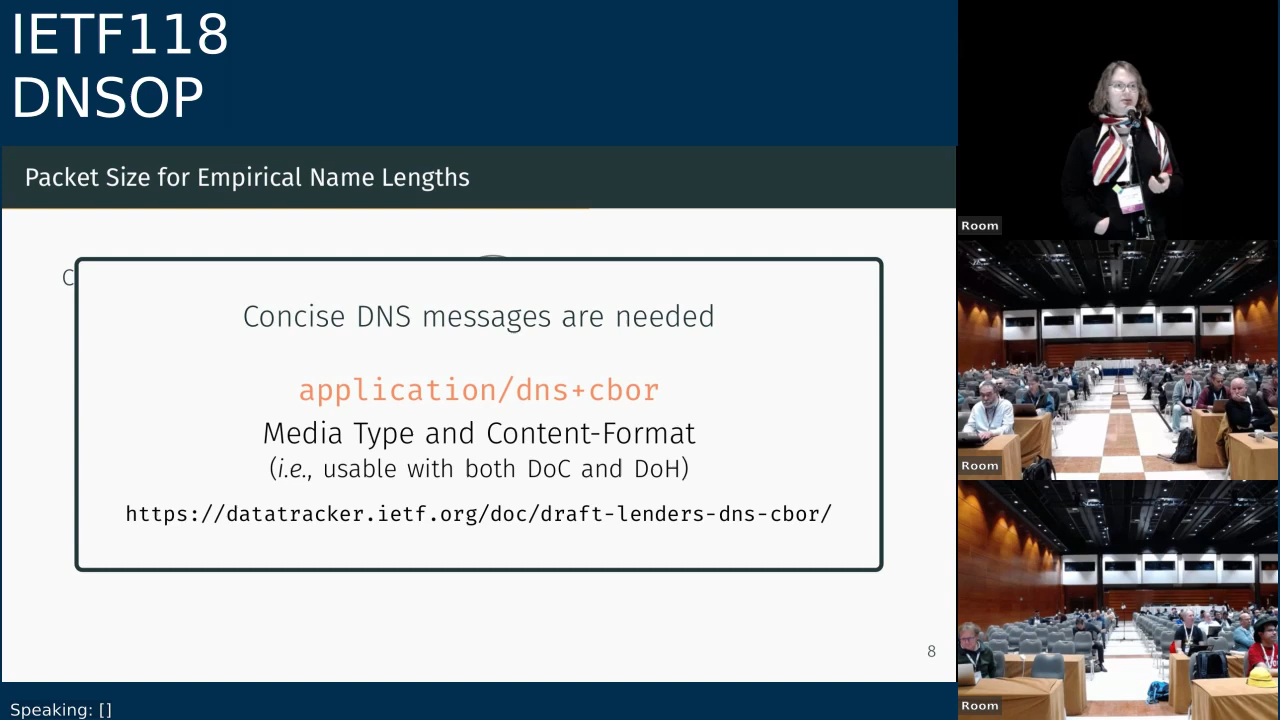 IETF118
DNSOP
Packet Size for Empirical Name Lengths
C
Concise DNS messages are needed
application/dns+cbor
Media Type and Content-Format
(i.e., usable with both DoC and DoH)
https://datatracker.ietf.org/doc/draft-lenders-dns-cbor/
8
Speaking: []
Room
Room
Room